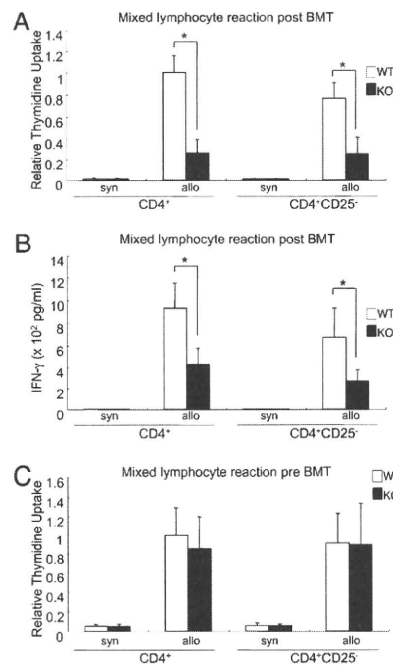 A
Mixed lymphocyte reaction post BMT
Relative Thymidine Uptake
1.4
1.2
1
0.8
0.6
0.4
0.2
0
*
*
WT
KO
syn
allo
syn
allo
CD4+
CD4+CD25-
B
Mixed lymphocyte reaction post BMT
IFN-γ (x 10² pg/ml)
14
12
10
8
6
4
2
0
*
*
WT
KO
syn
allo
syn
allo
CD4+
CD4+CD25-
C
Mixed lymphocyte reaction pre BMT
Relative Thymidine Uptake
1.6
1.4
1.2
1
0.8
0.6
0.4
0.2
0
syn
allo
syn
allo
CD4+
CD4+CD25-